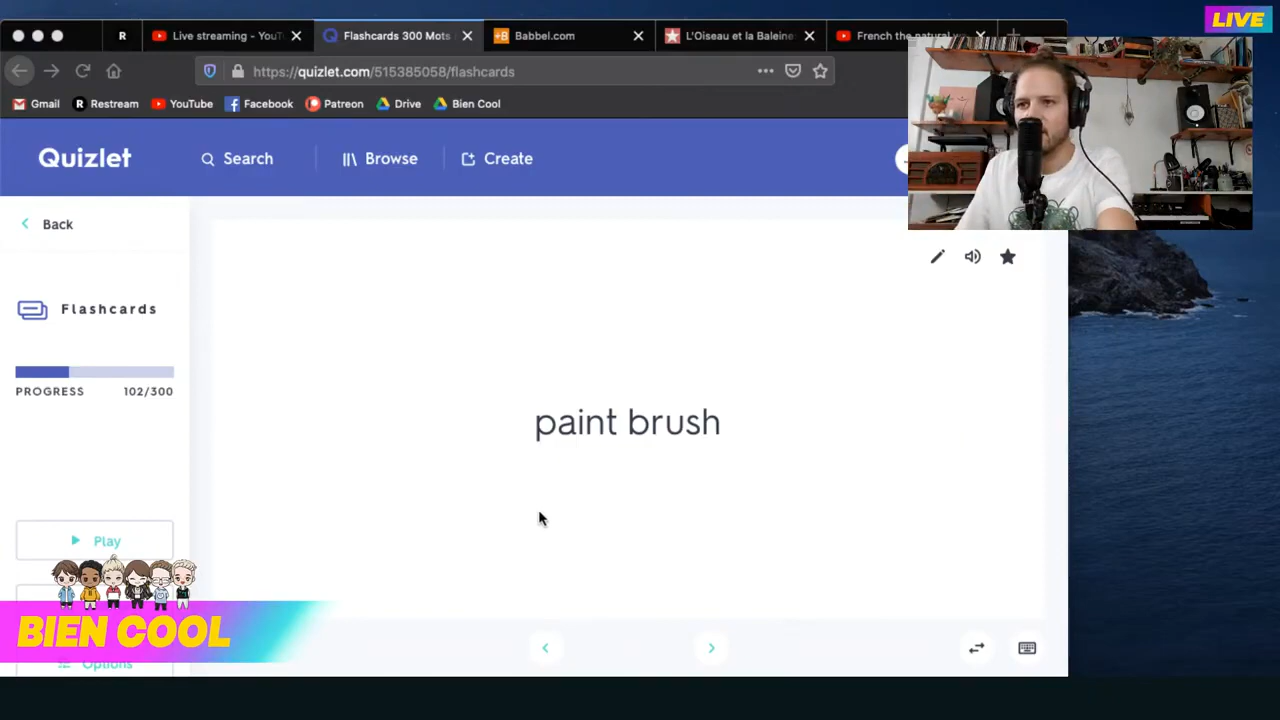 LIVE
R
Live streaming - YouT
Flashcards 300 Mots
+B Babbel.com
L'Oiseau et la Baleine
French the natural w
https://quizlet.com/515385058/flashcards
Gmail
R Restream
YouTube
Facebook
Patreon
Drive
Bien Cool
Quizlet
Search
Browse
Create
Back
Flashcards
PROGRESS 102/300
paint brush
Play
BIEN COOL
Options